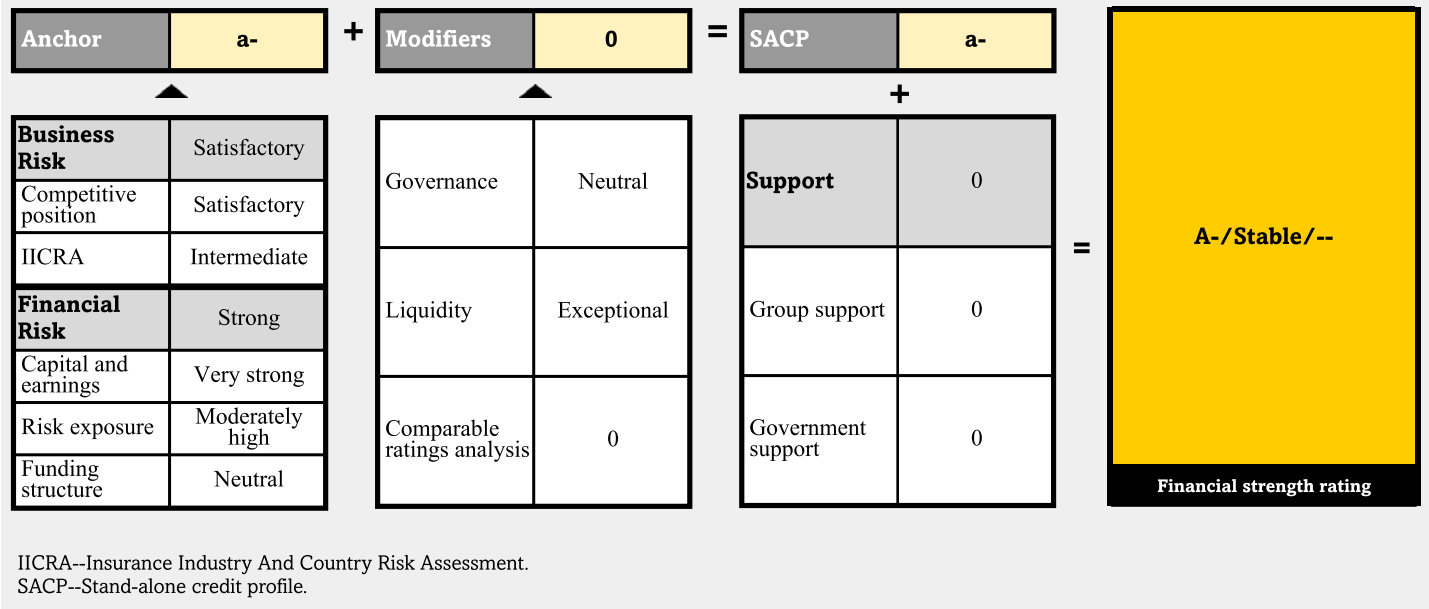 Anchor a- + Modifiers 0 = SACP a-
+
Business
Risk
Satisfactory
Competitive
position
Satisfactory
IICRA Intermediate
Financial
Risk
Strong
Capital and
earnings
Very strong
Risk exposure
Moderately
high
Funding
structure
Neutral
Governance Neutral
Liquidity Exceptional
Comparable
ratings analysis
0
Support 0
Group support 0
Government
support
0
=
A-/Stable/--
Financial strength rating
IICRA--Insurance Industry And Country Risk Assessment.
SACP--Stand-alone credit profile.